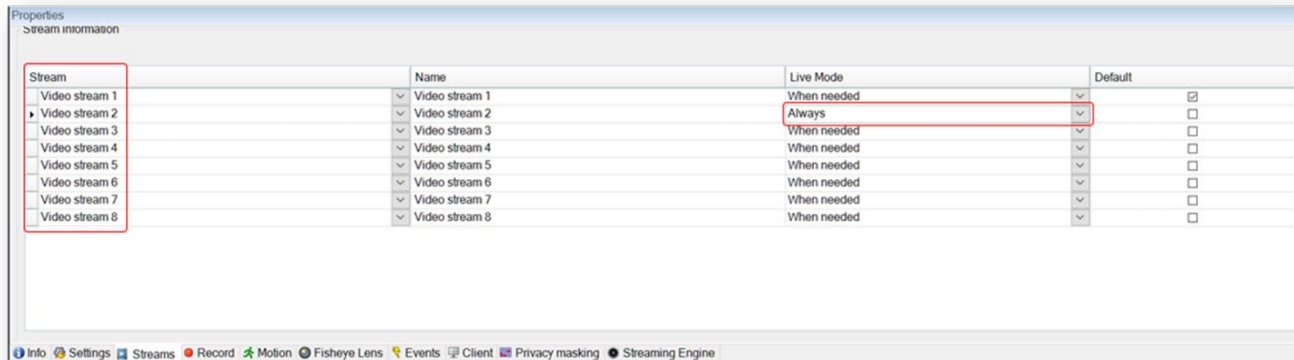 Properties
Stream Information
Stream Name Live Mode Default
Video stream 1 Video stream 1 When needed
Video stream 2 Video stream 2 Always
Video stream 3 Video stream 3 When needed
Video stream 4 Video stream 4 When needed
Video stream 5 Video stream 5 When needed
Video stream 6 Video stream 6 When needed
Video stream 7 Video stream 7 When needed
Video stream 8 Video stream 8 When needed
Info Settings Streams Record Motion Fisheye Lens Events Client Privacy masking Streaming Engine